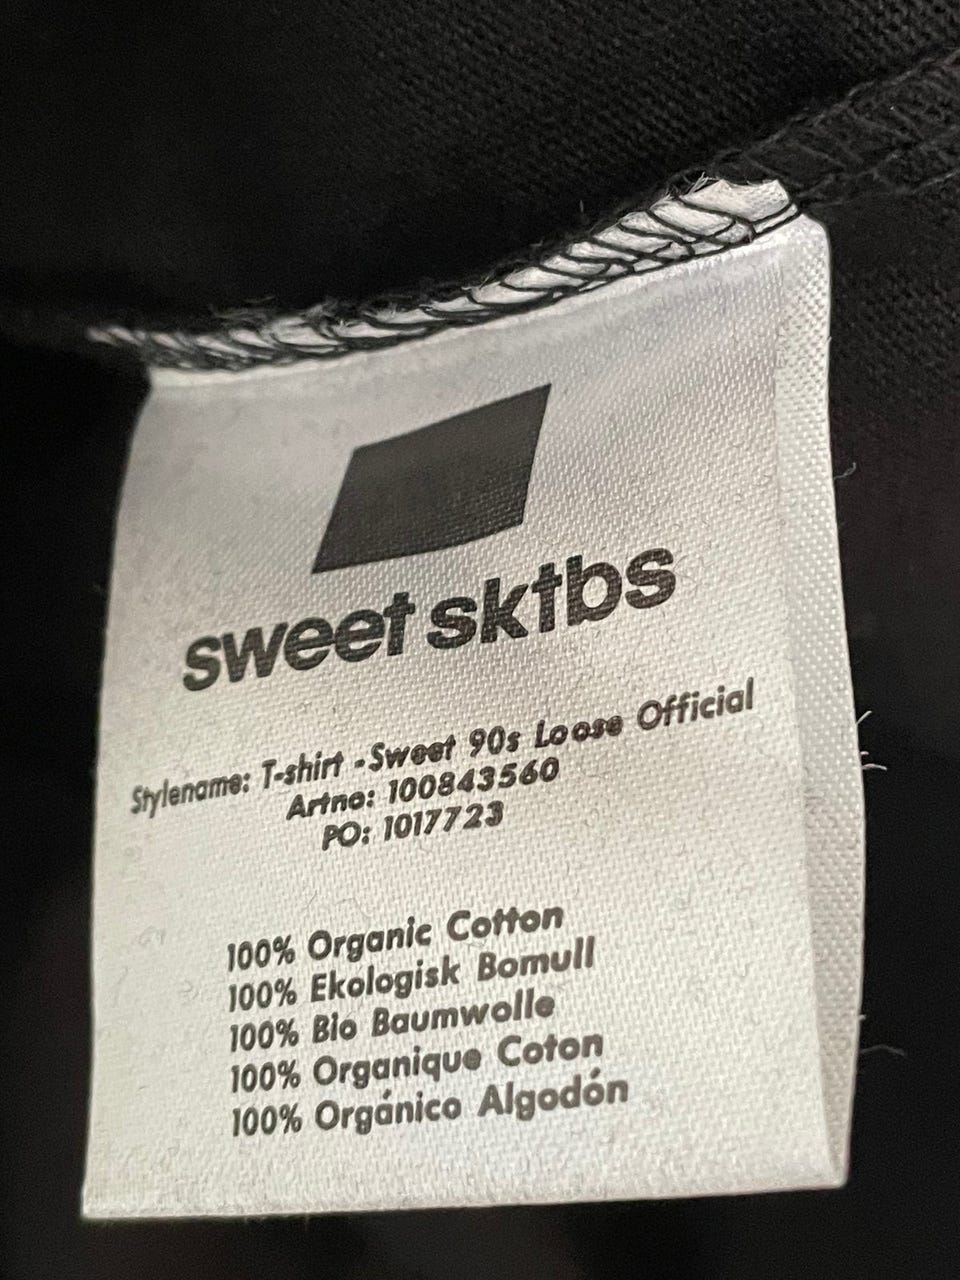 sweet sktbs
Stylename: T-shirt - Sweet 90s Loose Official
Artno: 100843560
PO: 1017723
100% Organic Cotton
100% Ekologisk Bomull
100% Bio Baumwolle
100% Organique Coton
100% Orgánico Algodón